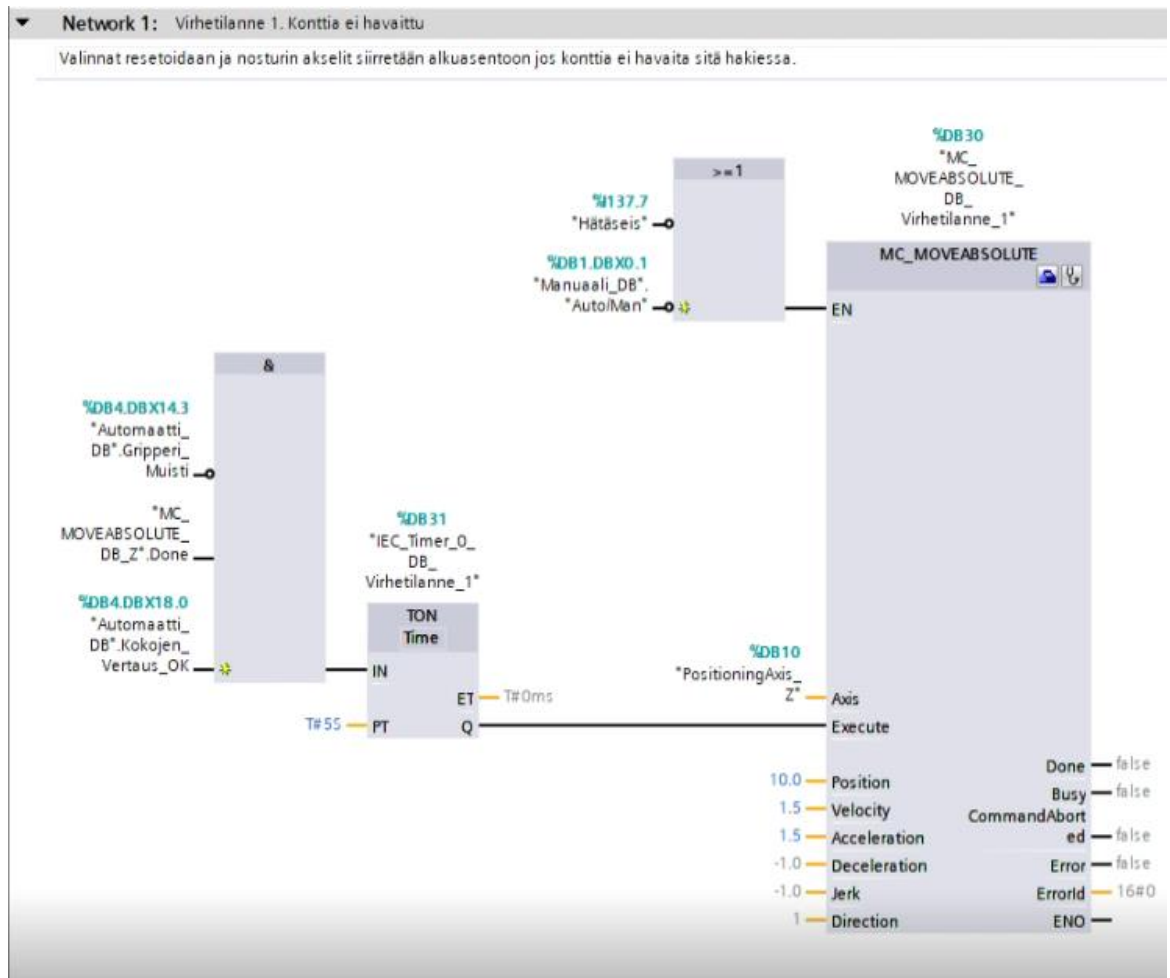 Network 1: Virhetilanne 1. Konttia ei havaittu
Valinnat resetoidaan ja nosturin akselit siirretään alkuasentoon jos konttia ei havaita sitä hakiessa.
%DB30
"MC_
MOVEABSOLUTE_
DB_
Virhetilanne_1"
>=1
%I137.7
"Hätäseis"
%DB1.DBX0.1
"Manuaali_DB".
"Auto/Man"
MC_MOVEABSOLUTE
EN
&
%DB4.DBX14.3
"Automaatti_
DB".Gripperi_
Muisti
"MC_
MOVEABSOLUTE_
DB_Z".Done
%DB4.DBX18.0
"Automaatti_
DB".Kokojen_
Vertaus_OK
%DB31
"IEC_Timer_0_
DB_
Virhetilanne_1"
TON
Time
IN
ET
T#0ms
T#5S
PT
Q
%DB10
"PositioningAxis_
Z"
Axis
Execute
10.0 Position
1.5 Velocity
1.5 Acceleration
-1.0 Deceleration
-1.0 Jerk
1 Direction
Done false
Busy false
CommandAbort
ed false
Error false
ErrorId 16#0
ENO